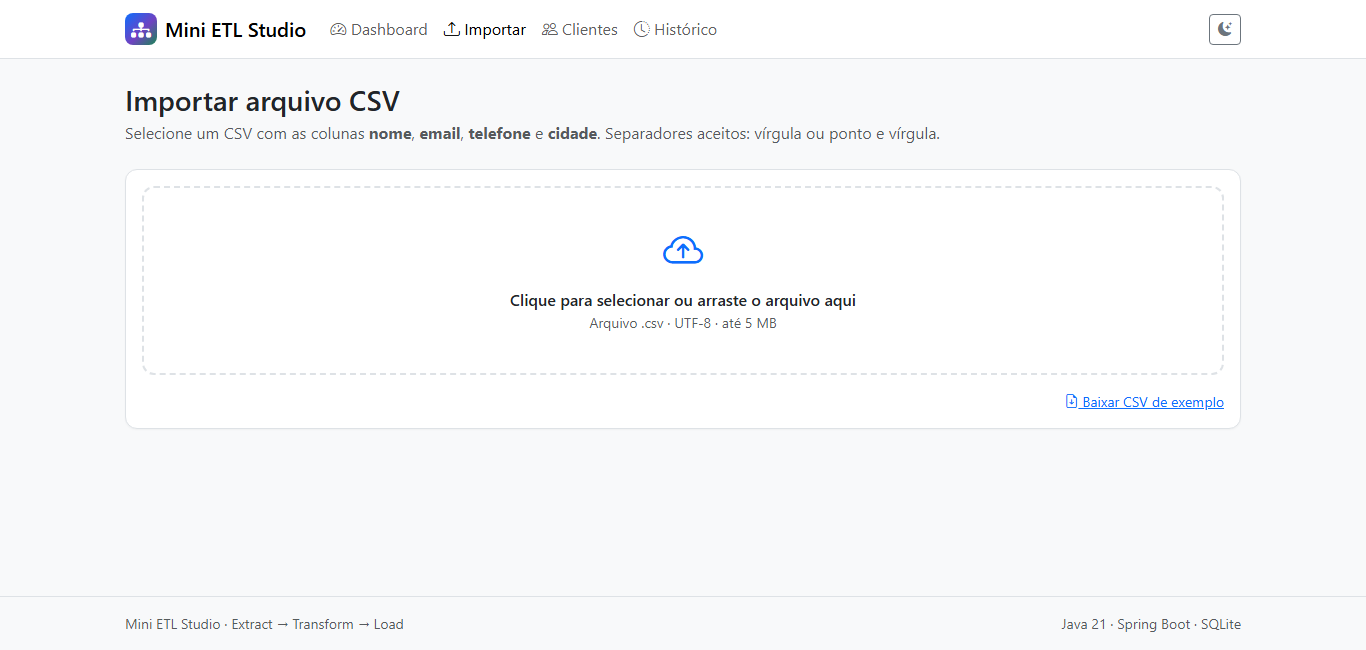 Mini ETL Studio Dashboard Importar Clientes Histórico
Importar arquivo CSV
Selecione um CSV com as colunas nome, email, telefone e cidade. Separadores aceitos: vírgula ou ponto e vírgula.
Clique para selecionar ou arraste o arquivo aqui
Arquivo .csv · UTF-8 · até 5 MB
Baixar CSV de exemplo
Mini ETL Studio · Extract → Transform → Load
Java 21 · Spring Boot · SQLite